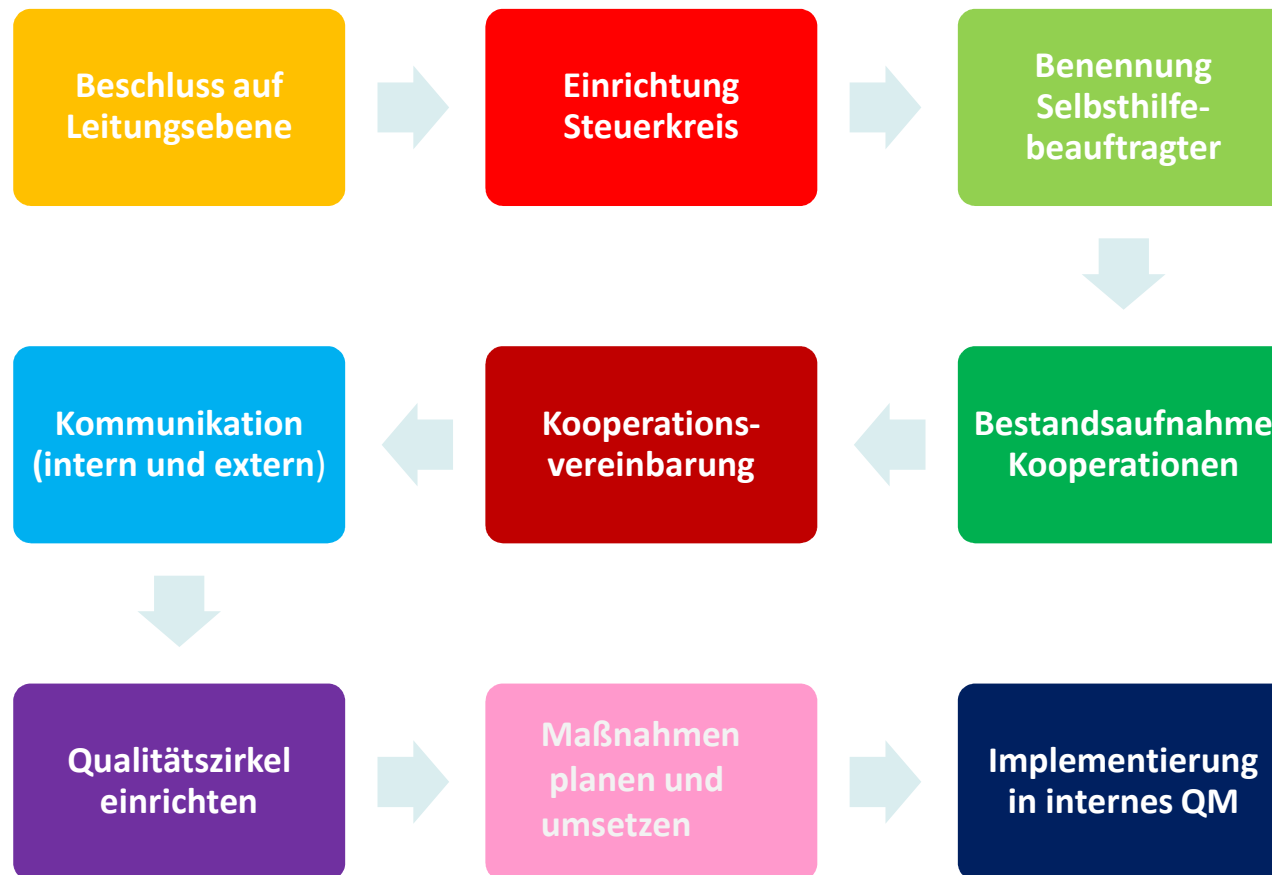 Beschluss auf
Leitungsebene
Einrichtung
Steuerkreis
Benennung
Selbsthilfe-
beauftragter
Bestandsaufnahme
Kooperationen
Kooperations-
vereinbarung
Kommunikation
(intern und extern)
Qualitätszirkel
einrichten
Maßnahmen
planen und
umsetzen
Implementierung
in internes QM